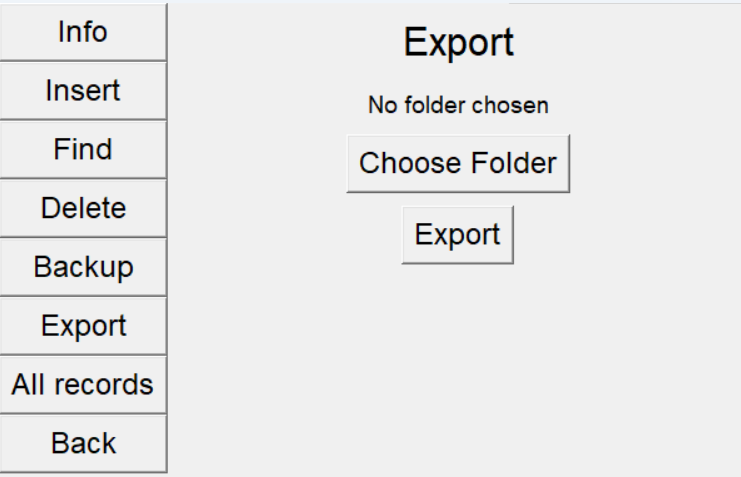 Info
Insert
Find
Delete
Backup
Export
All records
Back
Export
No folder chosen
Choose Folder
Export